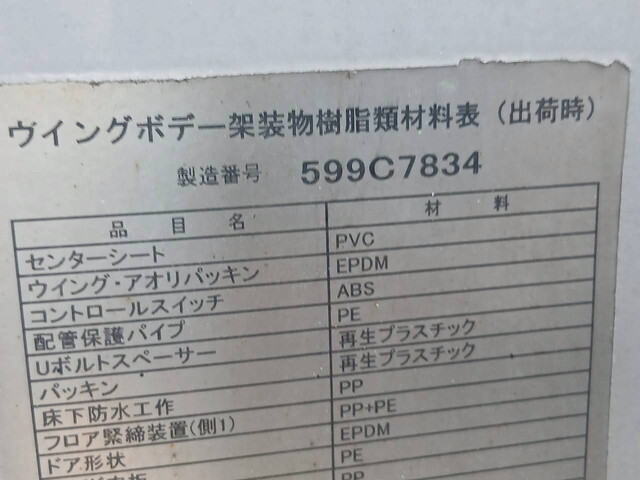 ヴイングボデー架装物樹脂類材料表（出荷時）
製造番号 599C7834
品目名 材料
センターシート PVC
ウイング・アオリパッキン EPDM
コントロールスイッチ ABS
配管保護パイプ PE
Uボルトスペーサー 再生プラスチック
パッキン 再生プラスチック
床下防水工作 PP
フロア緊締装置(側1) PP+PE
ドア形状 EPDM
PE
PP